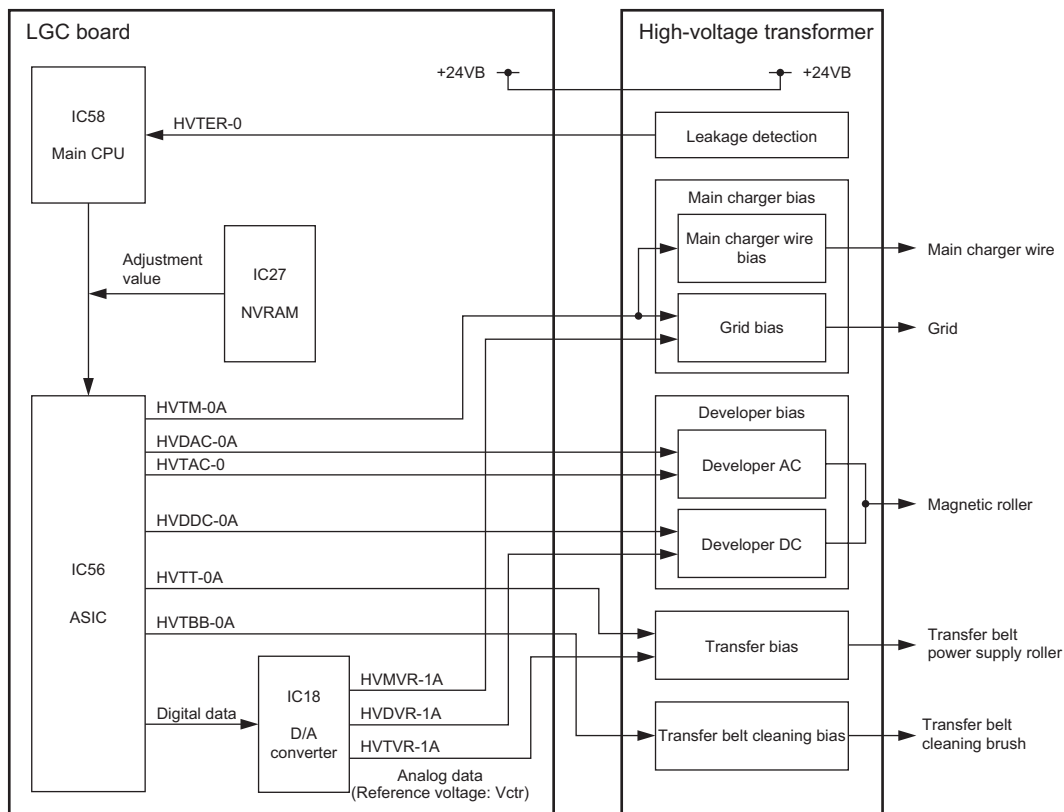 LGC board
High-voltage transformer
+24VB
+24VB
IC58
Main CPU
HVTER-0
Leakage detection
Main charger bias
Main charger wire
bias
Main charger wire
Adjustment
value
IC27
NVRAM
Grid bias
Grid
HVTM-0A
HVDAC-0A
HVTAC-0
HVDDC-0A
HVTT-0A
HVTBB-0A
IC56
ASIC
Developer bias
Developer AC
Developer DC
Magnetic roller
Transfer bias
Transfer belt
power supply roller
Digital data
IC18
D/A
converter
HVMVR-1A
HVDVR-1A
HVTVR-1A
Analog data
(Reference voltage: Vctr)
Transfer belt cleaning bias
Transfer belt
cleaning brush